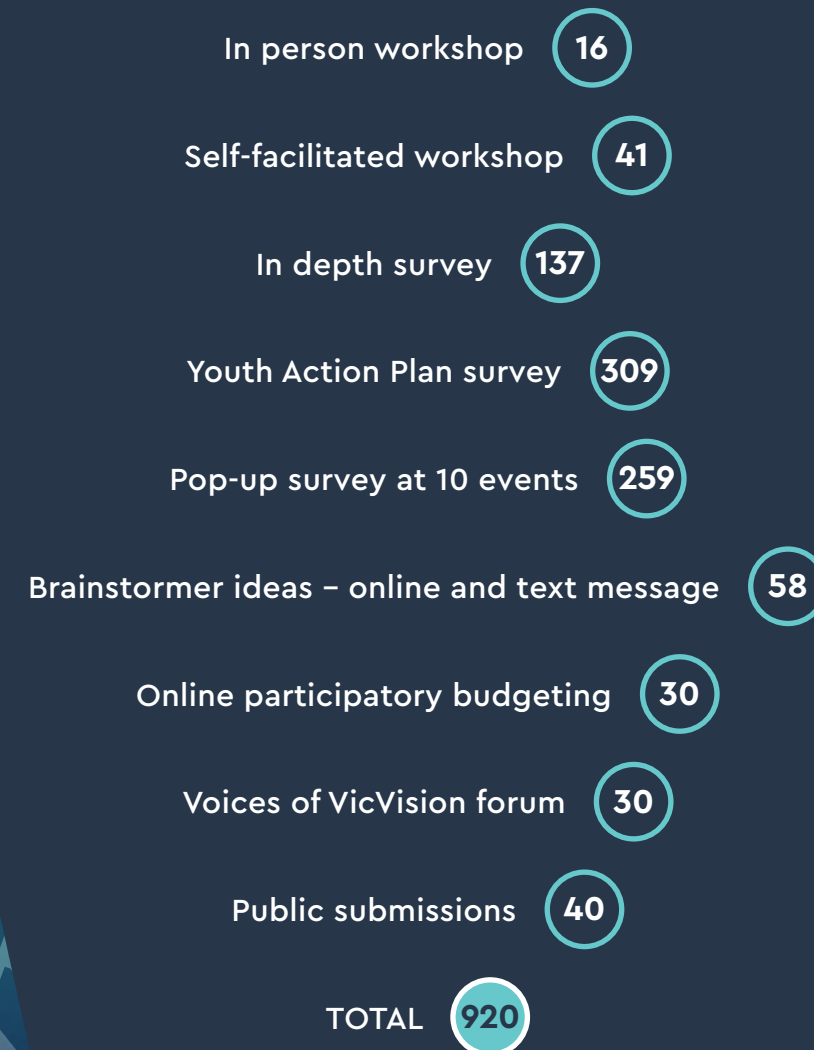 In person workshop 16
Self-facilitated workshop 41
In depth survey 137
Youth Action Plan survey 309
Pop-up survey at 10 events 259
Brainstormer ideas – online and text message 58
Online participatory budgeting 30
Voices of VicVision forum 30
Public submissions 40
TOTAL 920